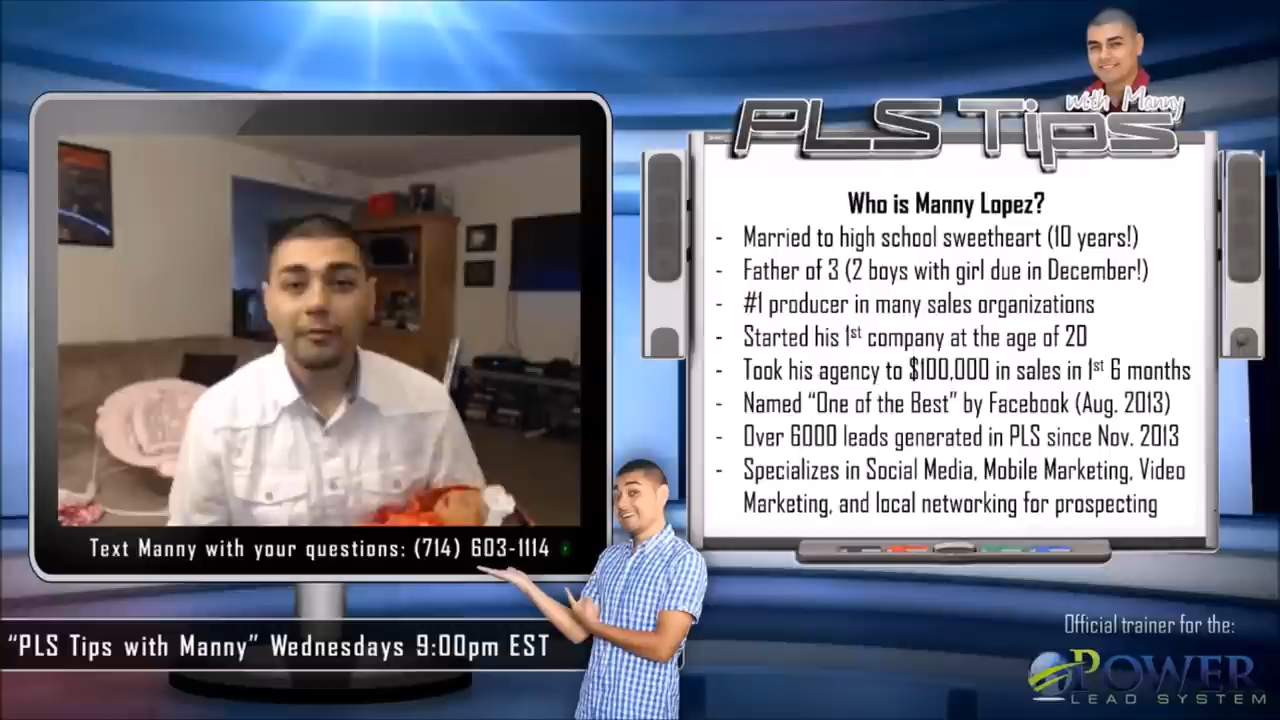 with Manny
PLS Tips
Who is Manny Lopez?
- Married to high school sweetheart (10 years!)
- Father of 3 (2 boys with girl due in December!)
- #1 producer in many sales organizations
- Started his 1st company at the age of 20
- Took his agency to $100,000 in sales in 1st 6 months
- Named “One of the Best” by Facebook (Aug. 2013)
- Over 6000 leads generated in PLS since Nov. 2013
- Specializes in Social Media, Mobile Marketing, Video
Marketing, and local networking for prospecting
Text Manny with your questions: (714) 603-1114
“PLS Tips with Manny” Wednesdays 9:00pm EST
Official trainer for the:
POWER
LEAD SYSTEM